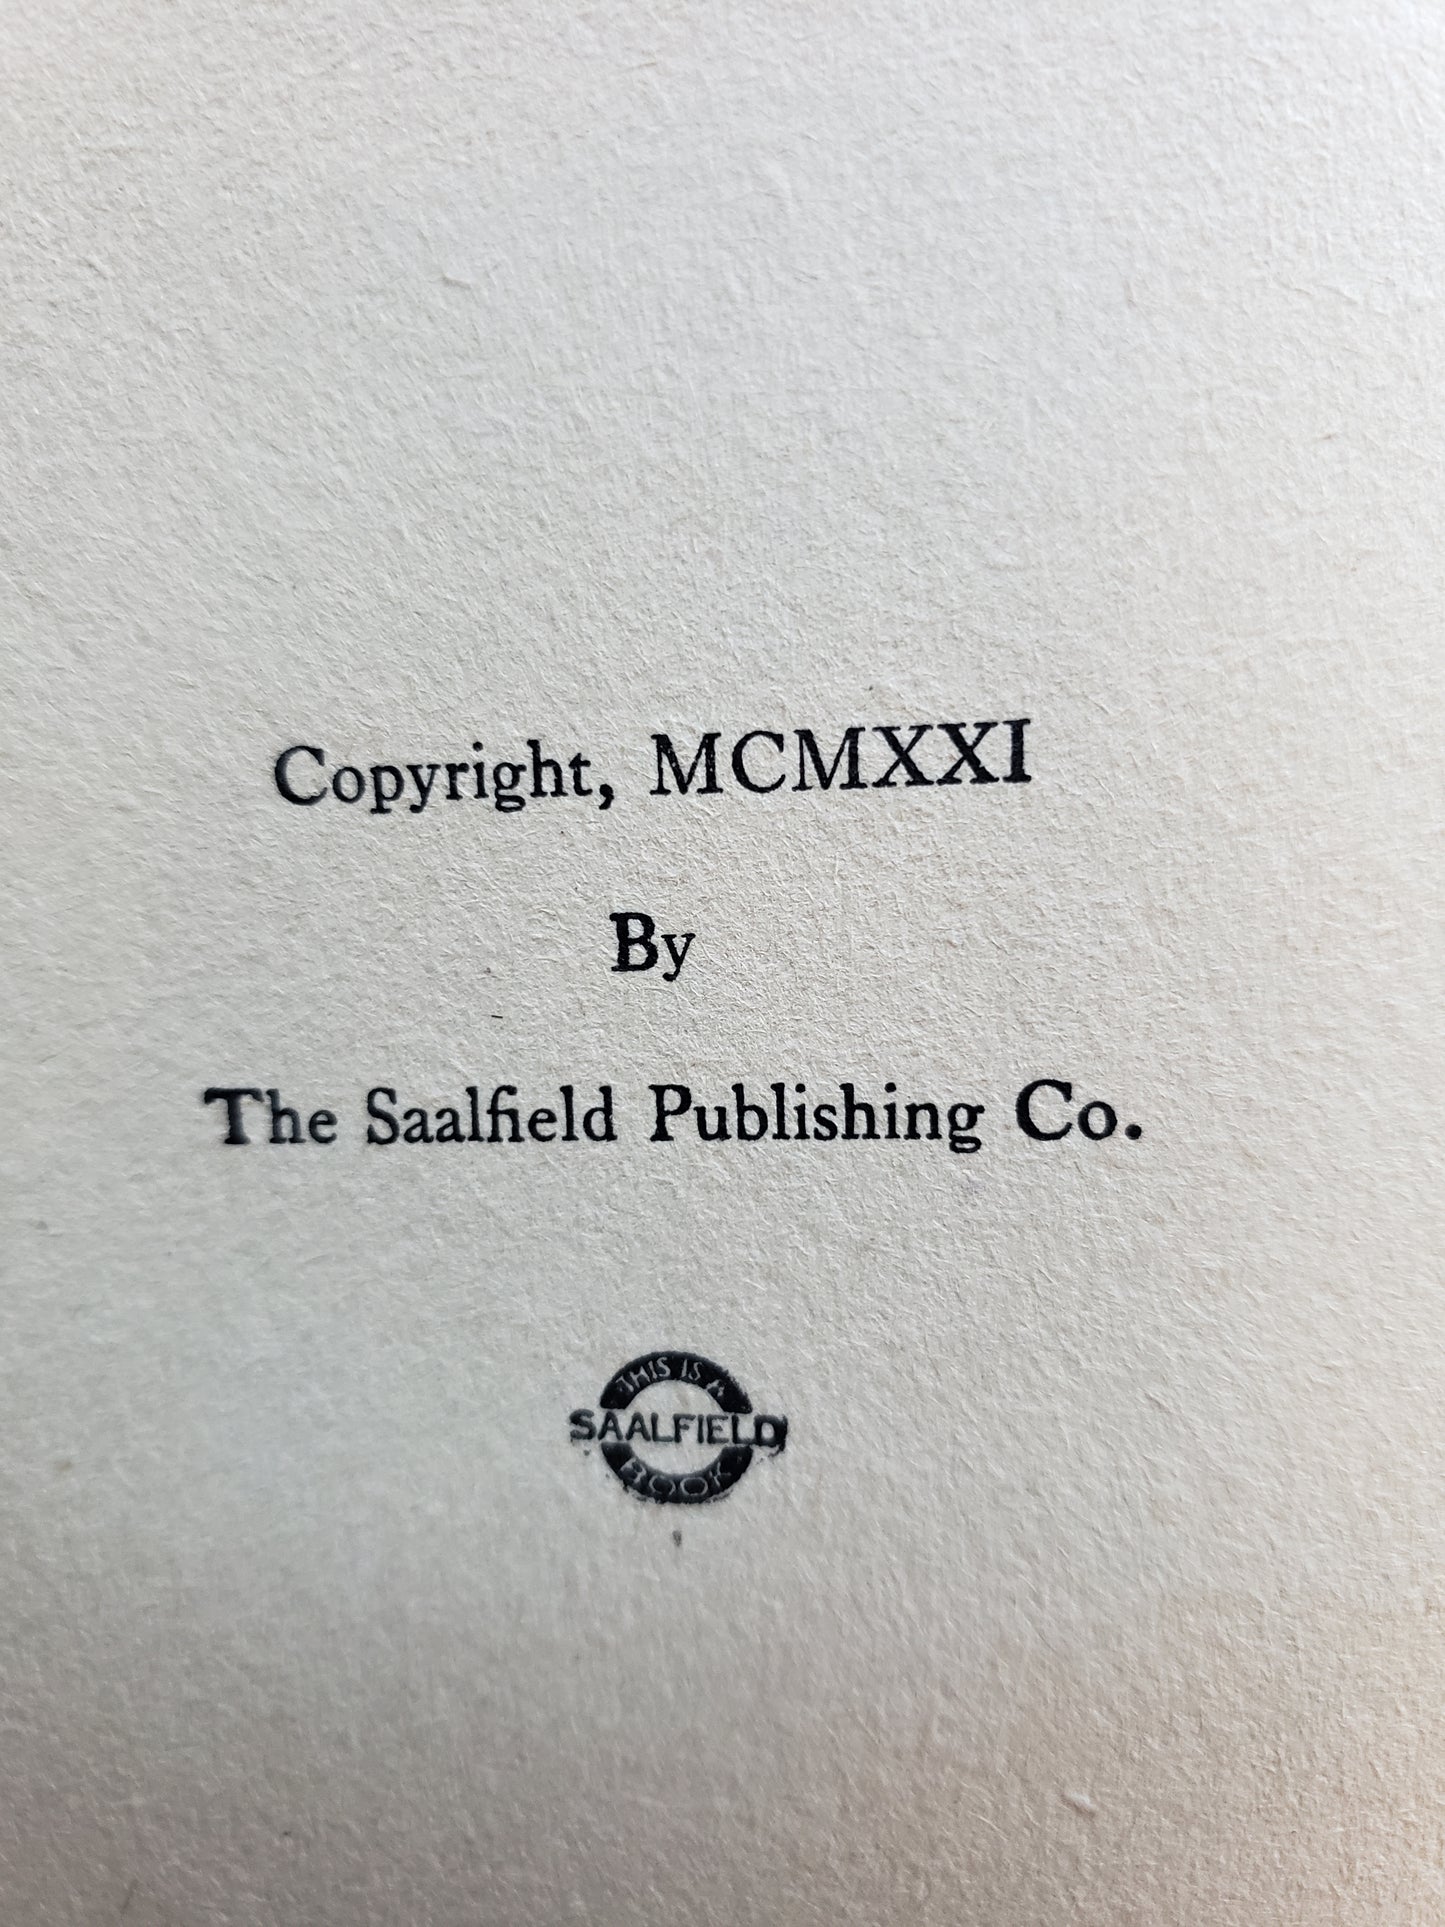 Copyright, MCMXXI
By
The Saalfield Publishing Co.
THIS IS A
SAALFIELD
BOOK